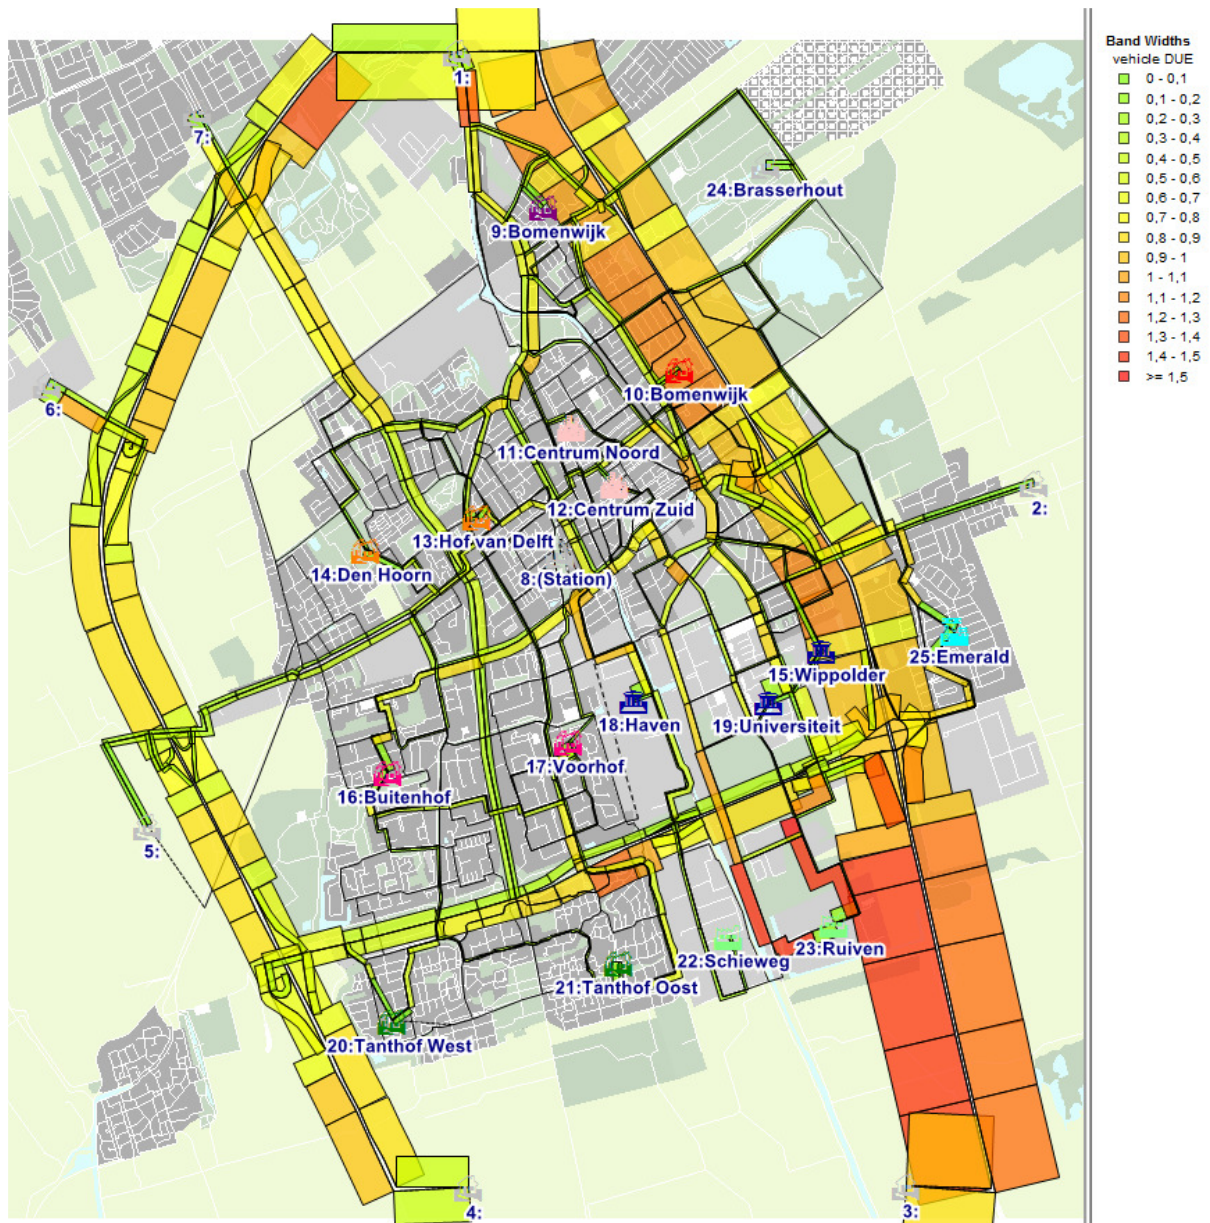 Band Widths
vehicle DUE
0 - 0,1
0,1 - 0,2
0,2 - 0,3
0,3 - 0,4
0,4 - 0,5
0,5 - 0,6
0,6 - 0,7
0,7 - 0,8
0,8 - 0,9
0,9 - 1
1 - 1,1
1,1 - 1,2
1,2 - 1,3
1,3 - 1,4
1,4 - 1,5
>= 1,5
1:
7:
24:Brasserhout
9:Bomenwijk
10:Bomenwijk
6:
11:Centrum Noord
2:
12:Centrum Zuid
13:Hof van Delft
14:Den Hoorn
8:(Station)
25:Emerald
15:Wippolder
18:Haven
19:Universiteit
17:Voorhof
16:Buitenhof
5:
23:Ruiven
22:Schieweg
21:Tanthof Oost
20:Tanthof West
4:
3: